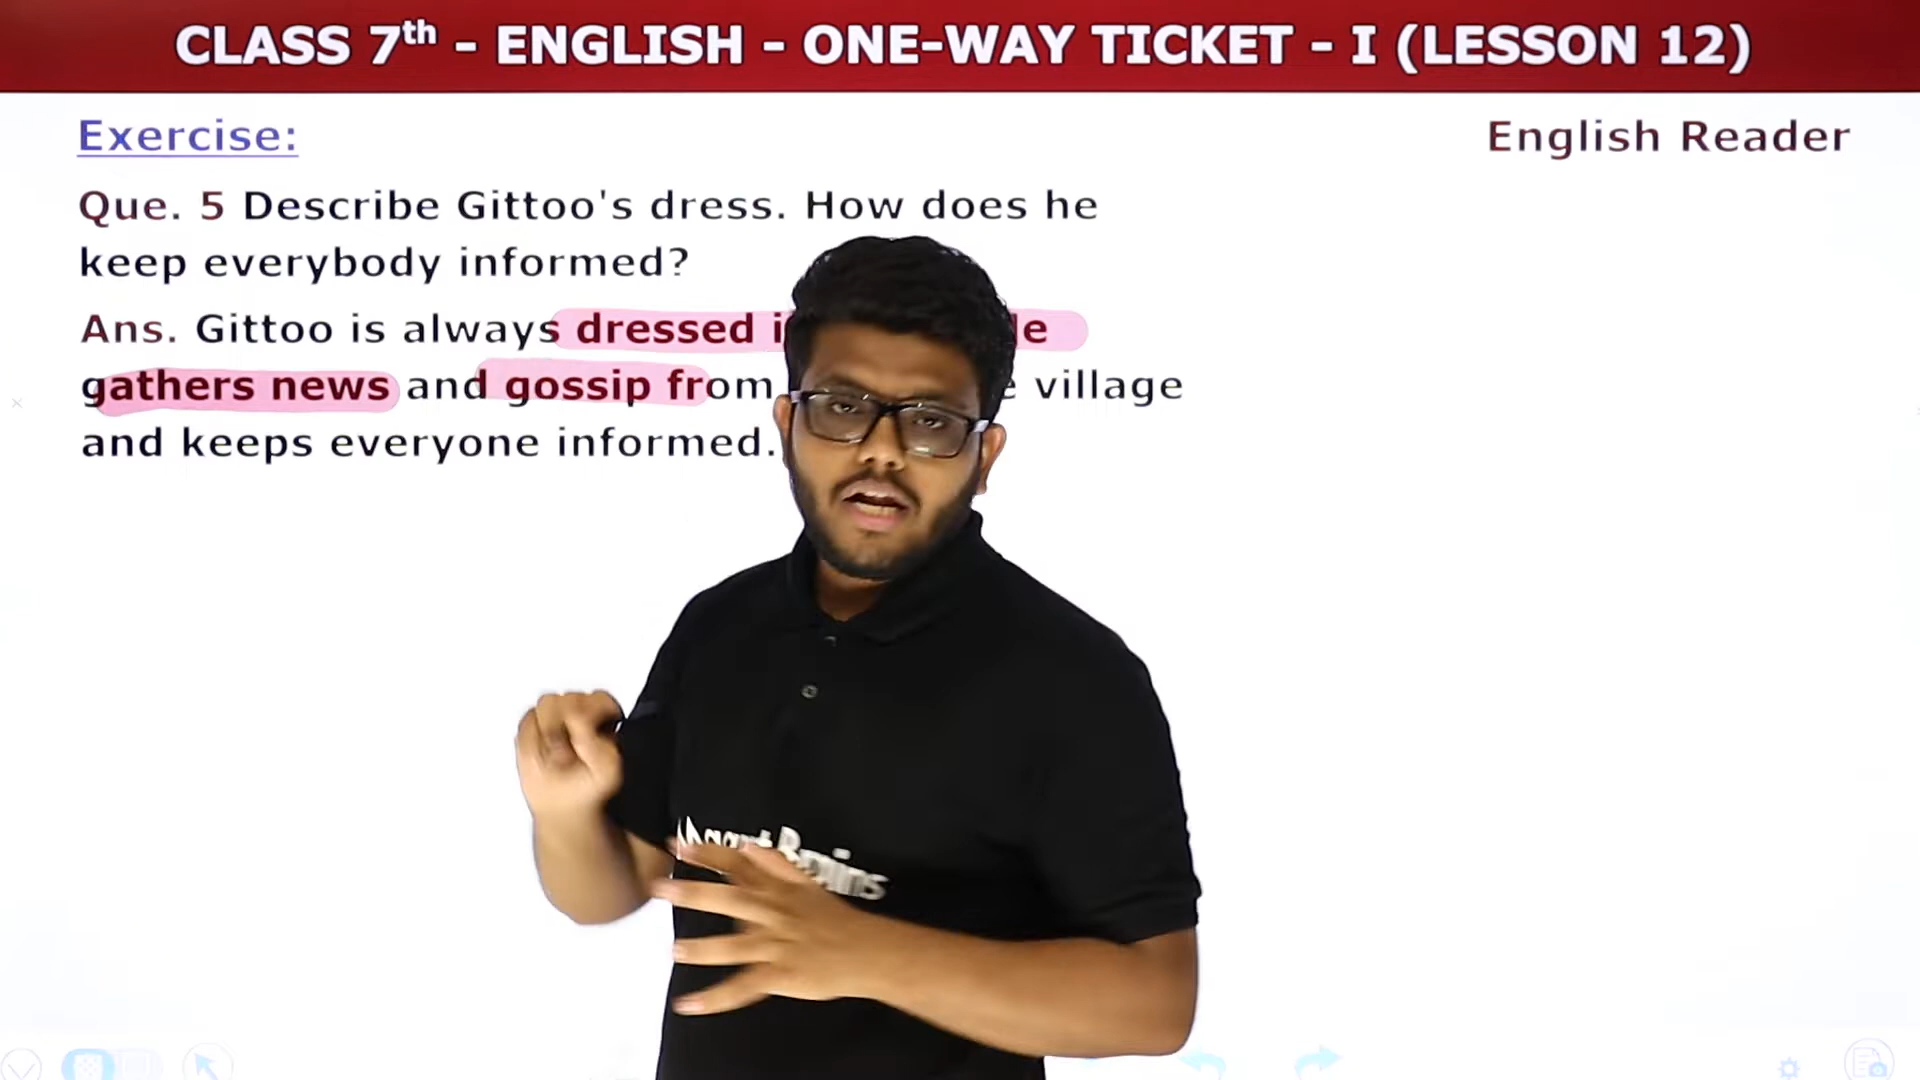 CLASS 7th - ENGLISH - ONE-WAY TICKET - I (LESSON 12)
Exercise:
English Reader
Que. 5 Describe Gittoo's dress. How does he
keep everybody informed?
Ans. Gittoo is always dressed
gathers news and gossip from village
and keeps everyone informed.
Brains